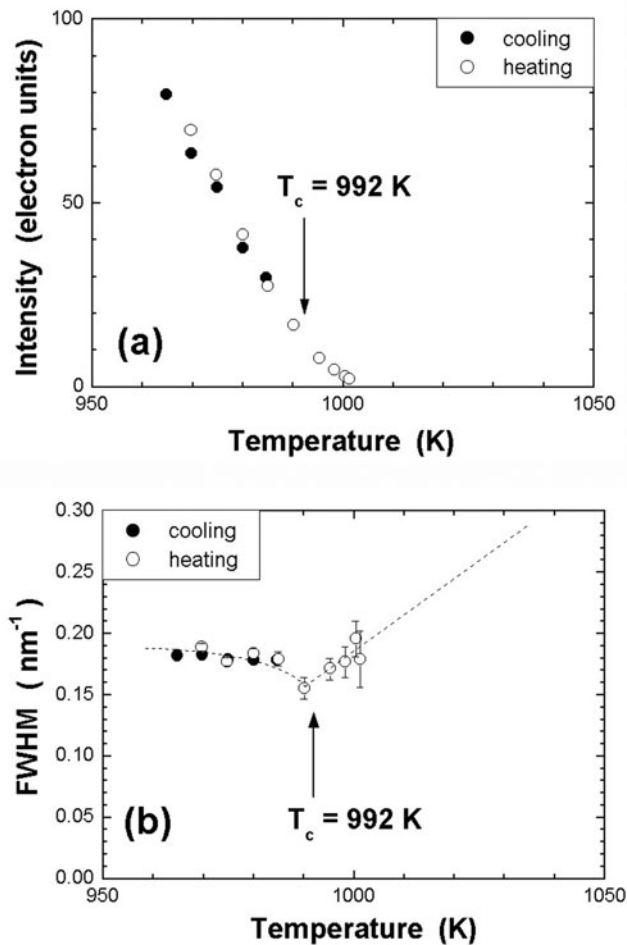 100
cooling
heating
T_c = 992 K
50
Intensity (electron units)
(a)
0
950
1000
1050
Temperature (K)
0.30
cooling
heating
0.25
0.20
0.15
0.10
0.05
0.00
FWHM ( nm⁻¹)
T_c = 992 K
(b)
950
1000
1050
Temperature (K)